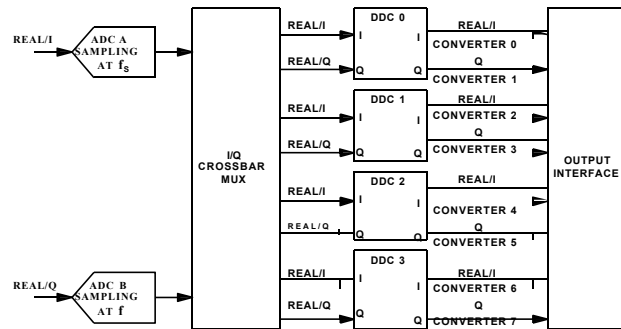 REAL/I
ADC A
SAMPLING
AT fS
REAL/Q
ADC B
SAMPLING
AT f
I/Q
CROSSBAR
MUX
REAL/I
REAL/Q
DDC 0
I
I
Q
Q
REAL/I
CONVERTER 0
Q
CONVERTER 1
REAL/I
REAL/Q
DDC 1
I
I
Q
Q
REAL/I
CONVERTER 2
Q
CONVERTER 3
REAL/I
REAL/Q
DDC 2
I
I
Q
Q
REAL/I
CONVERTER 4
Q
CONVERTER 5
REAL/I
REAL/Q
DDC 3
I
I
Q
Q
REAL/I
CONVERTER 6
Q
CONVERTER 7
OUTPUT
INTERFACE